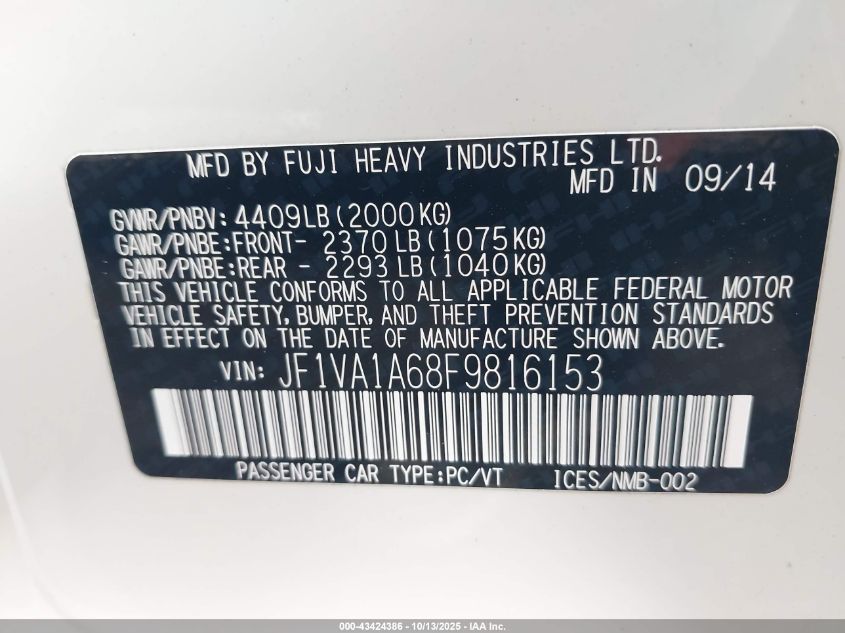 MFD BY FUJI HEAVY INDUSTRIES LTD.
MFD IN 09/14
GVWR/PNBV: 4409LB(2000KG)
GAWR/PNBE:FRONT- 2370LB(1075KG)
GAWR/PNBE:REAR - 2293LB(1040KG)
THIS VEHICLE CONFORMS TO ALL APPLICABLE FEDERAL MOTOR
VEHICLE SAFETY, BUMPER, AND THEFT PREVENTION STANDARDS
IN EFFECT ON THE DATE OF MANUFACTURE SHOWN ABOVE.
VIN: JF1VA1A68F9816153
PASSENGER CAR TYPE:PC/VT ICES/NMB-002
000-43424386 - 10/13/2025 - IAA Inc.